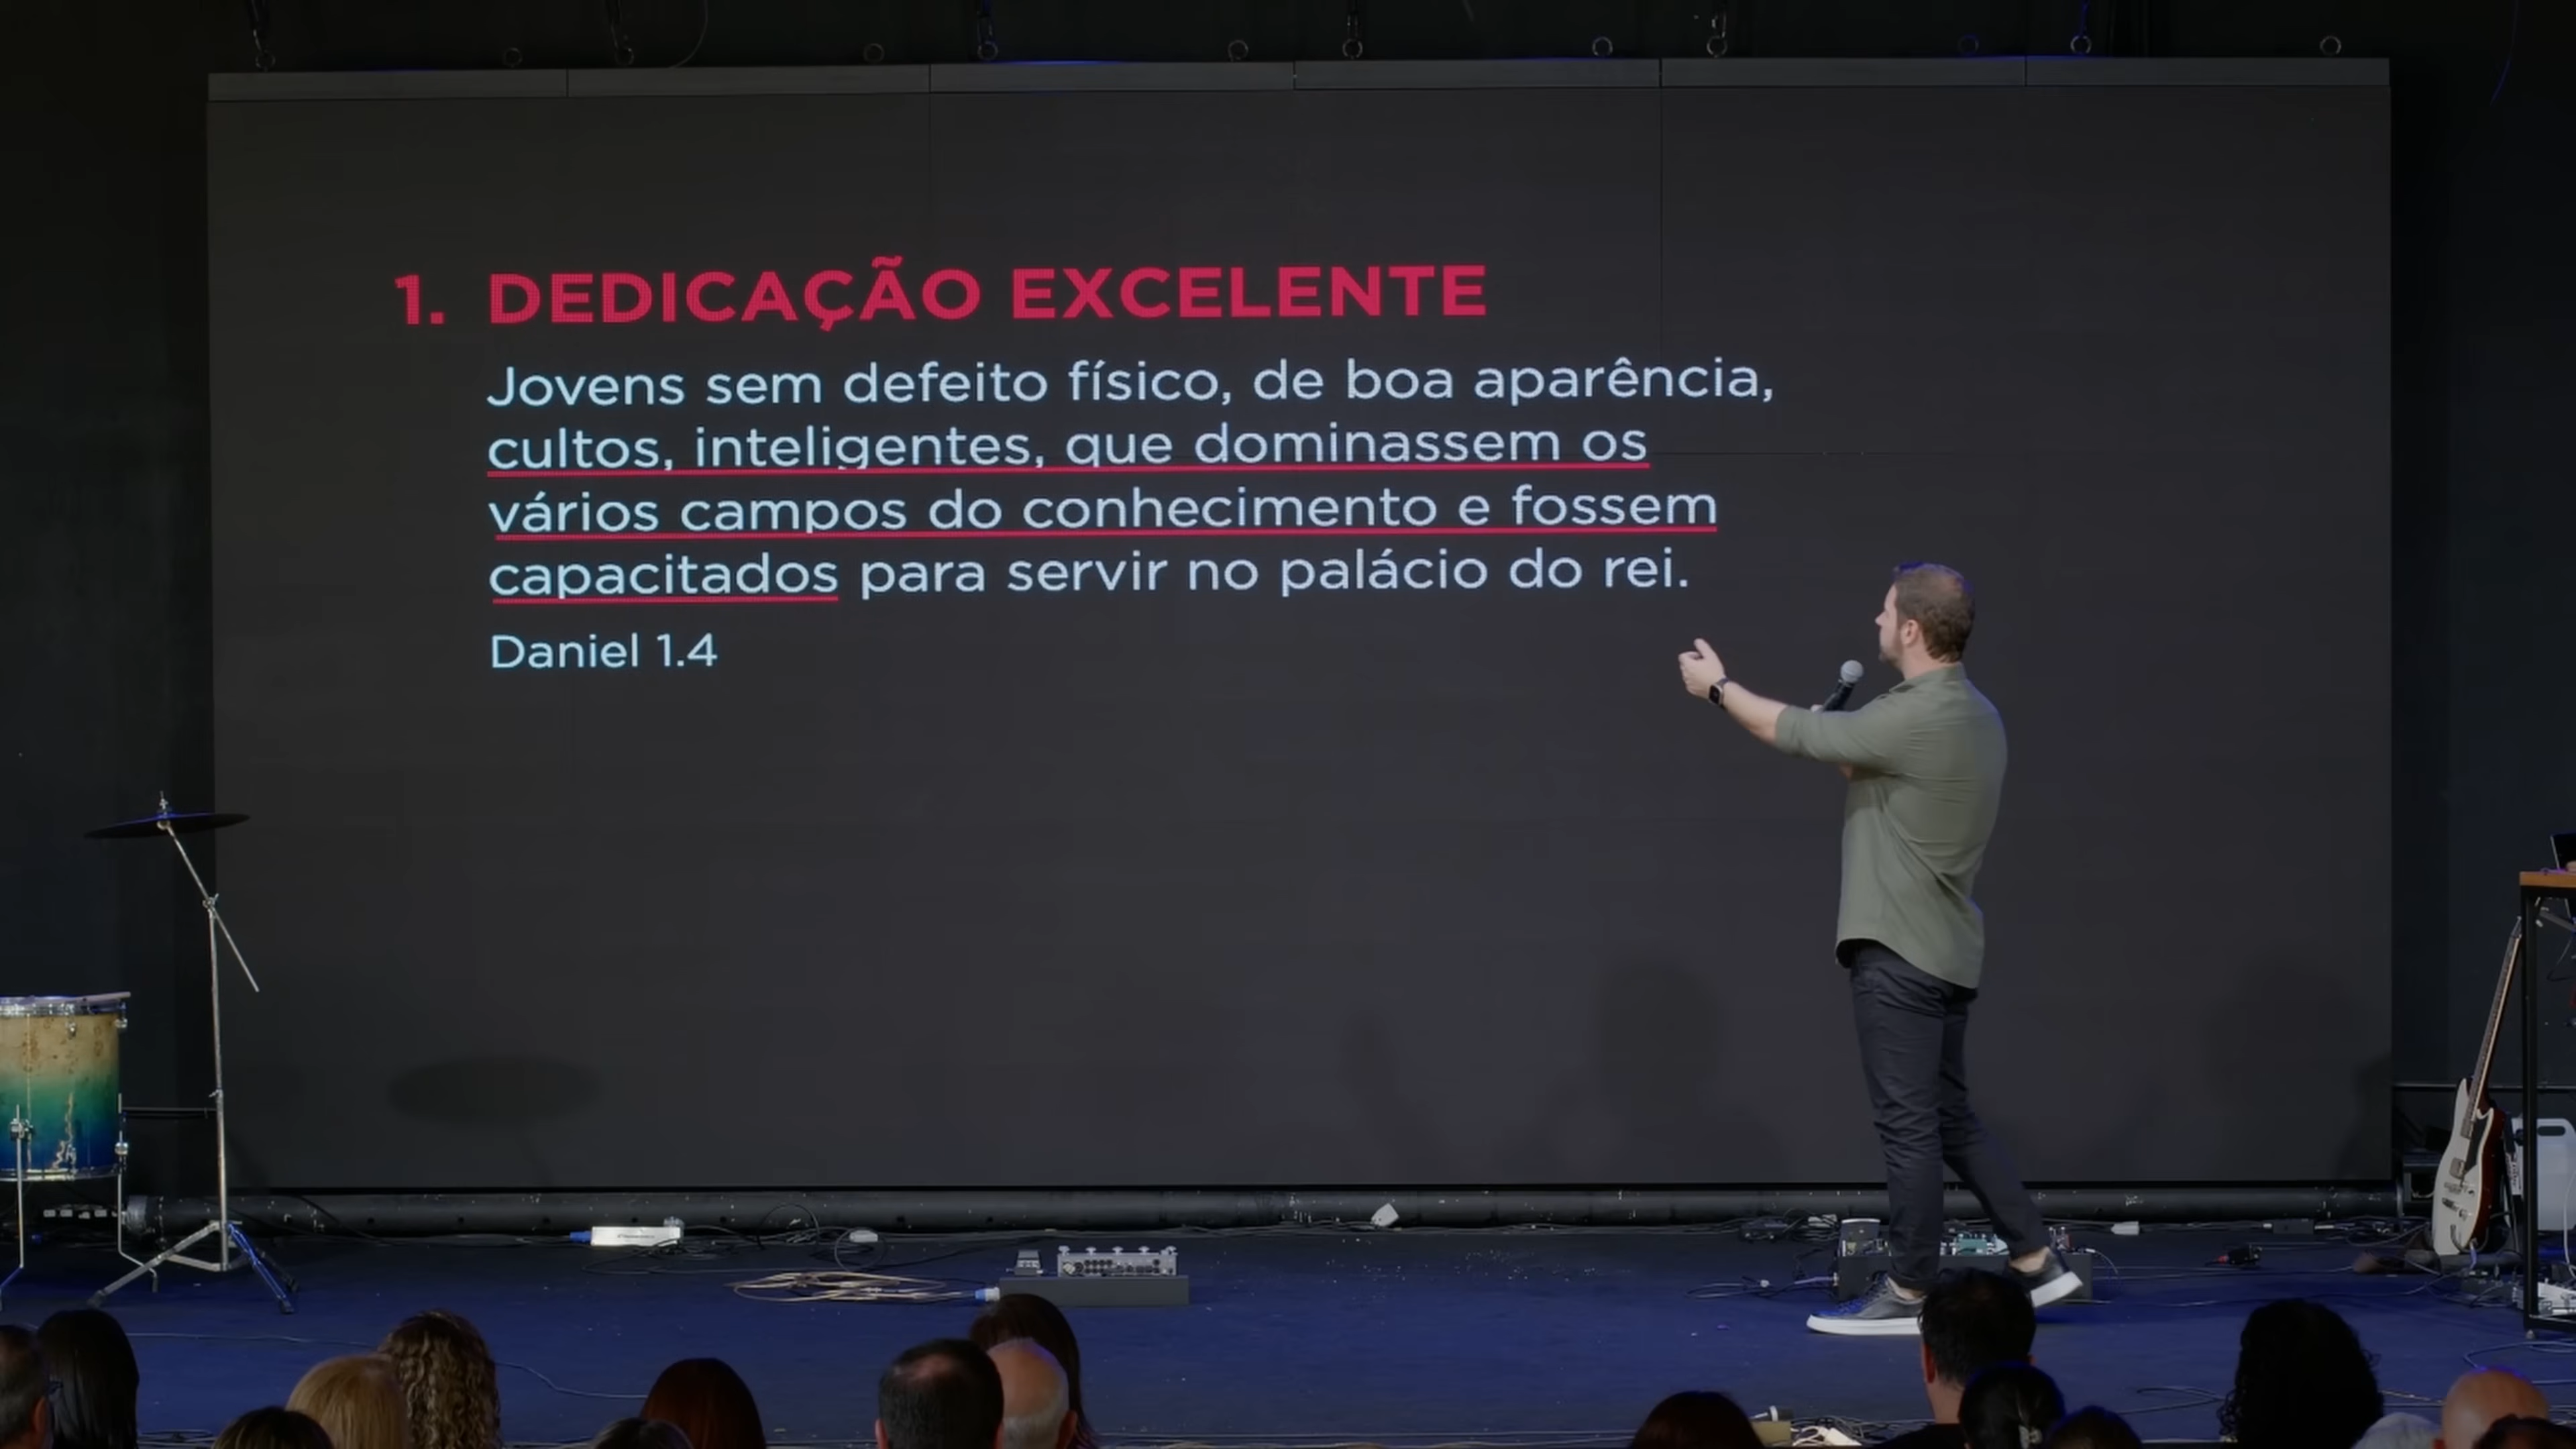 1. DEDICAÇÃO EXCELENTE
Jovens sem defeito físico, de boa aparência,
cultos, inteligentes, que dominassem os
vários campos do conhecimento e fossem
capacitados para servir no palácio do rei.
Daniel 1.4